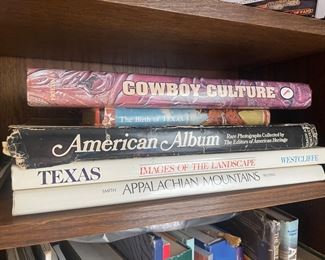 COWBOY CULTURE
The Birth of TEXAS
American Album
Rare Photographs Collected by
The Editors of American Heritage
TEXAS IMAGES OF THE LANDSCAPE WESTCLIFFE
SMITH APPALACHIAN MOUNTAINS